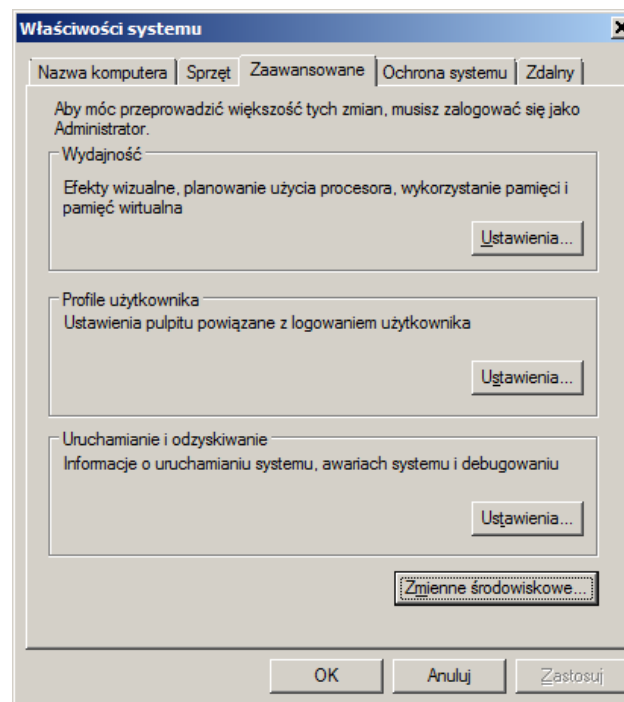 Właściwości systemu
Nazwa komputera Sprzęt Zaawansowane Ochrona systemu Zdalny
Aby móc przeprowadzić większość tych zmian, musisz zalogować się jako
Administrator.
Wydajność
Efekty wizualne, planowanie użycia procesora, wykorzystanie pamięci i
pamięć wirtualna
Ustawienia...
Profile użytkownika
Ustawienia pulpitu powiązane z logowaniem użytkownika
Ustawienia...
Uruchamianie i odzyskiwanie
Informacje o uruchamianiu systemu, awariach systemu i debugowaniu
Ustawienia...
Zmienne środowiskowe...
OK Anuluj Zastosuj